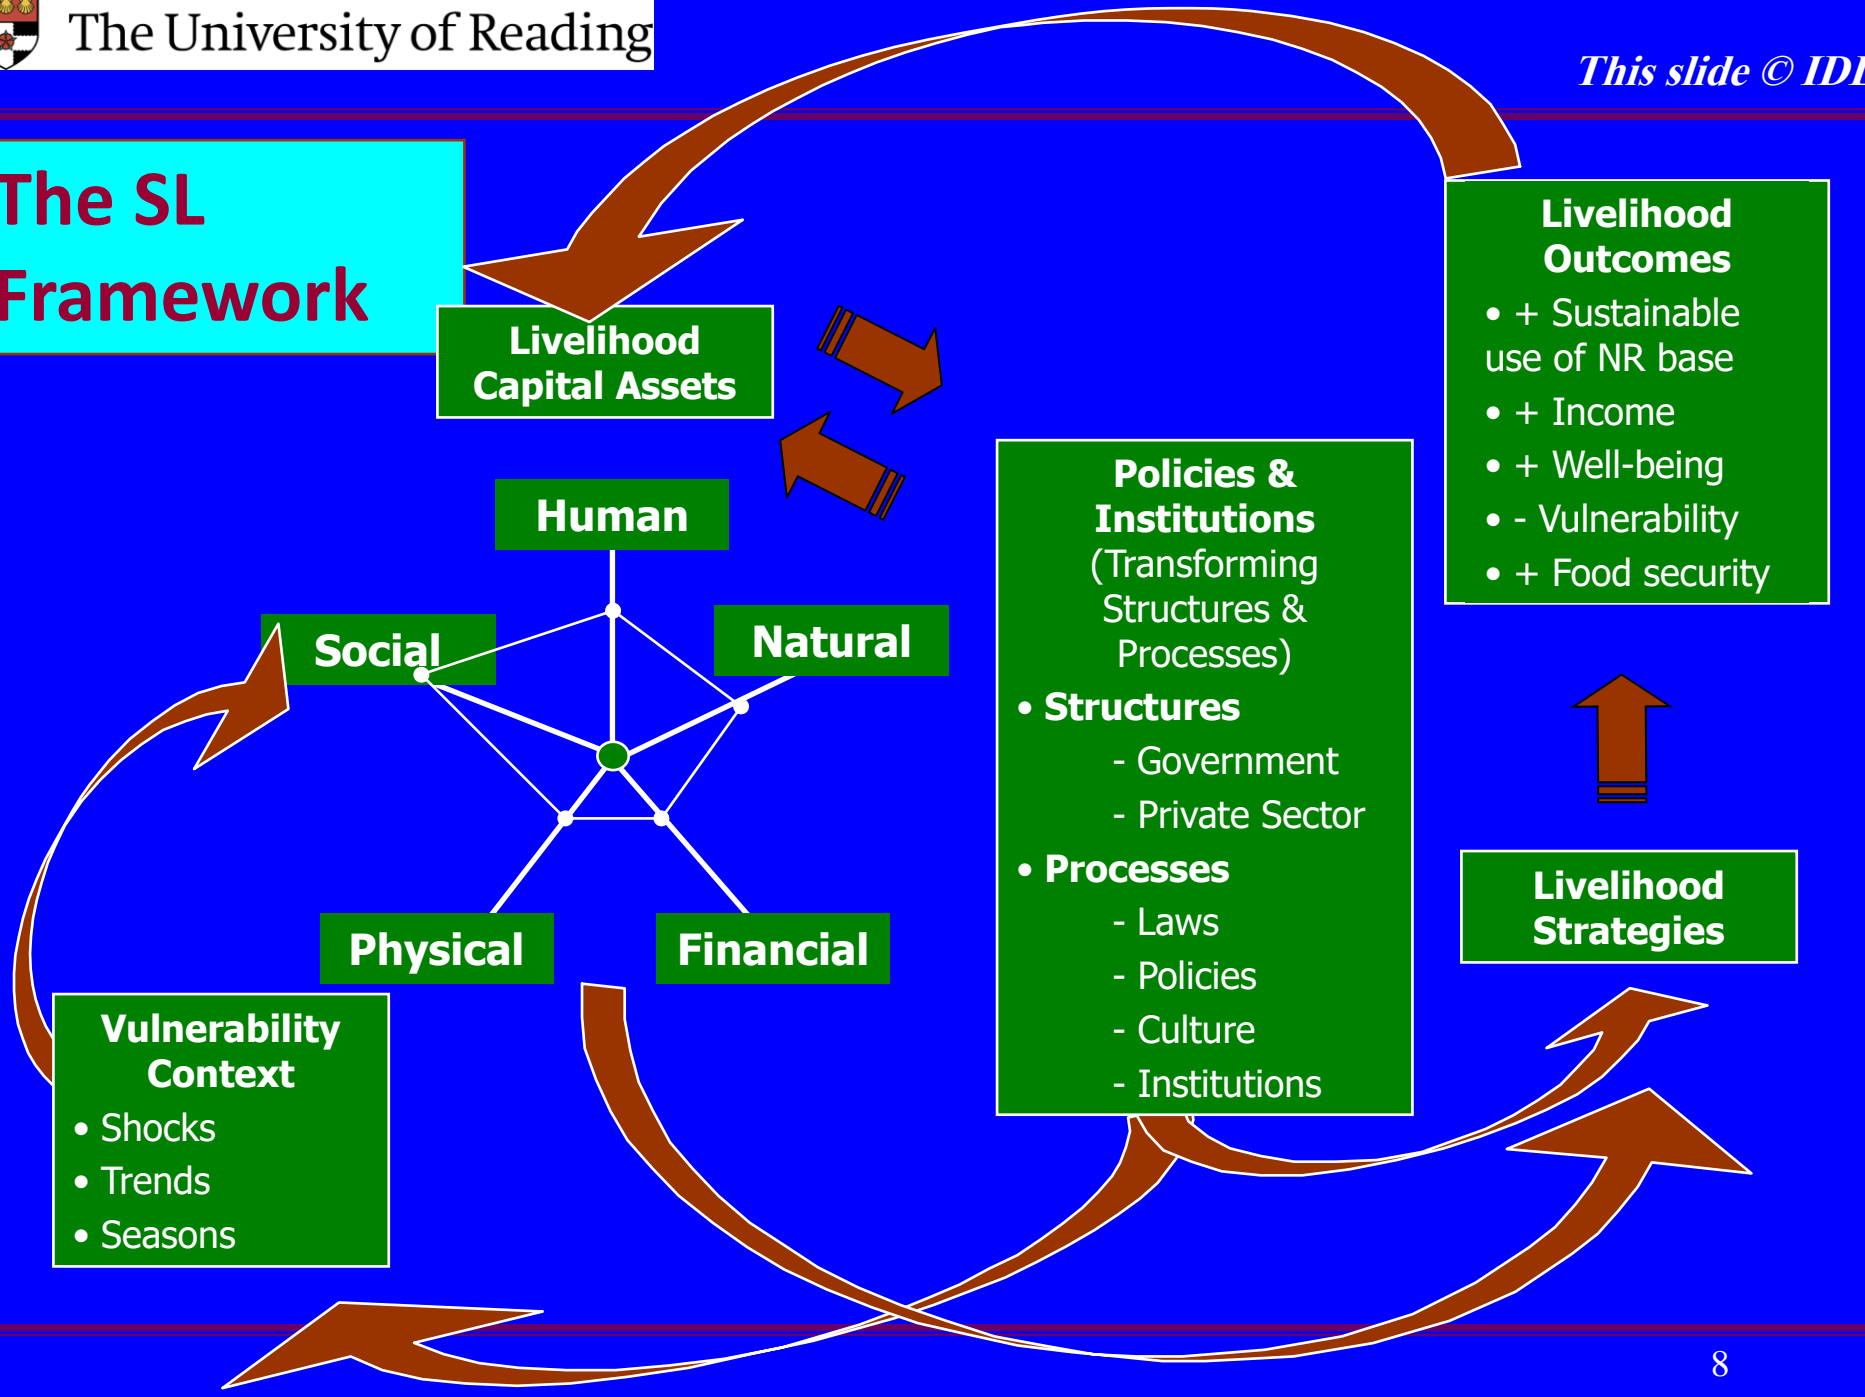 The University of Reading
This slide ©
The SL
Framework
Livelihood
Capital Assets
Human
Social
Natural
Physical
Financial
Vulnerability
Context
• Shocks
• Trends
• Seasons
Policies &
Institutions
(Transforming
Structures &
Processes)
• Structures
- Government
- Private Sector
• Processes
- Laws
- Policies
- Culture
- Institutions
Livelihood
Outcomes
• + Sustainable
use of NR base
• + Income
• + Well-being
• - Vulnerability
• + Food security
Livelihood
Strategies
8